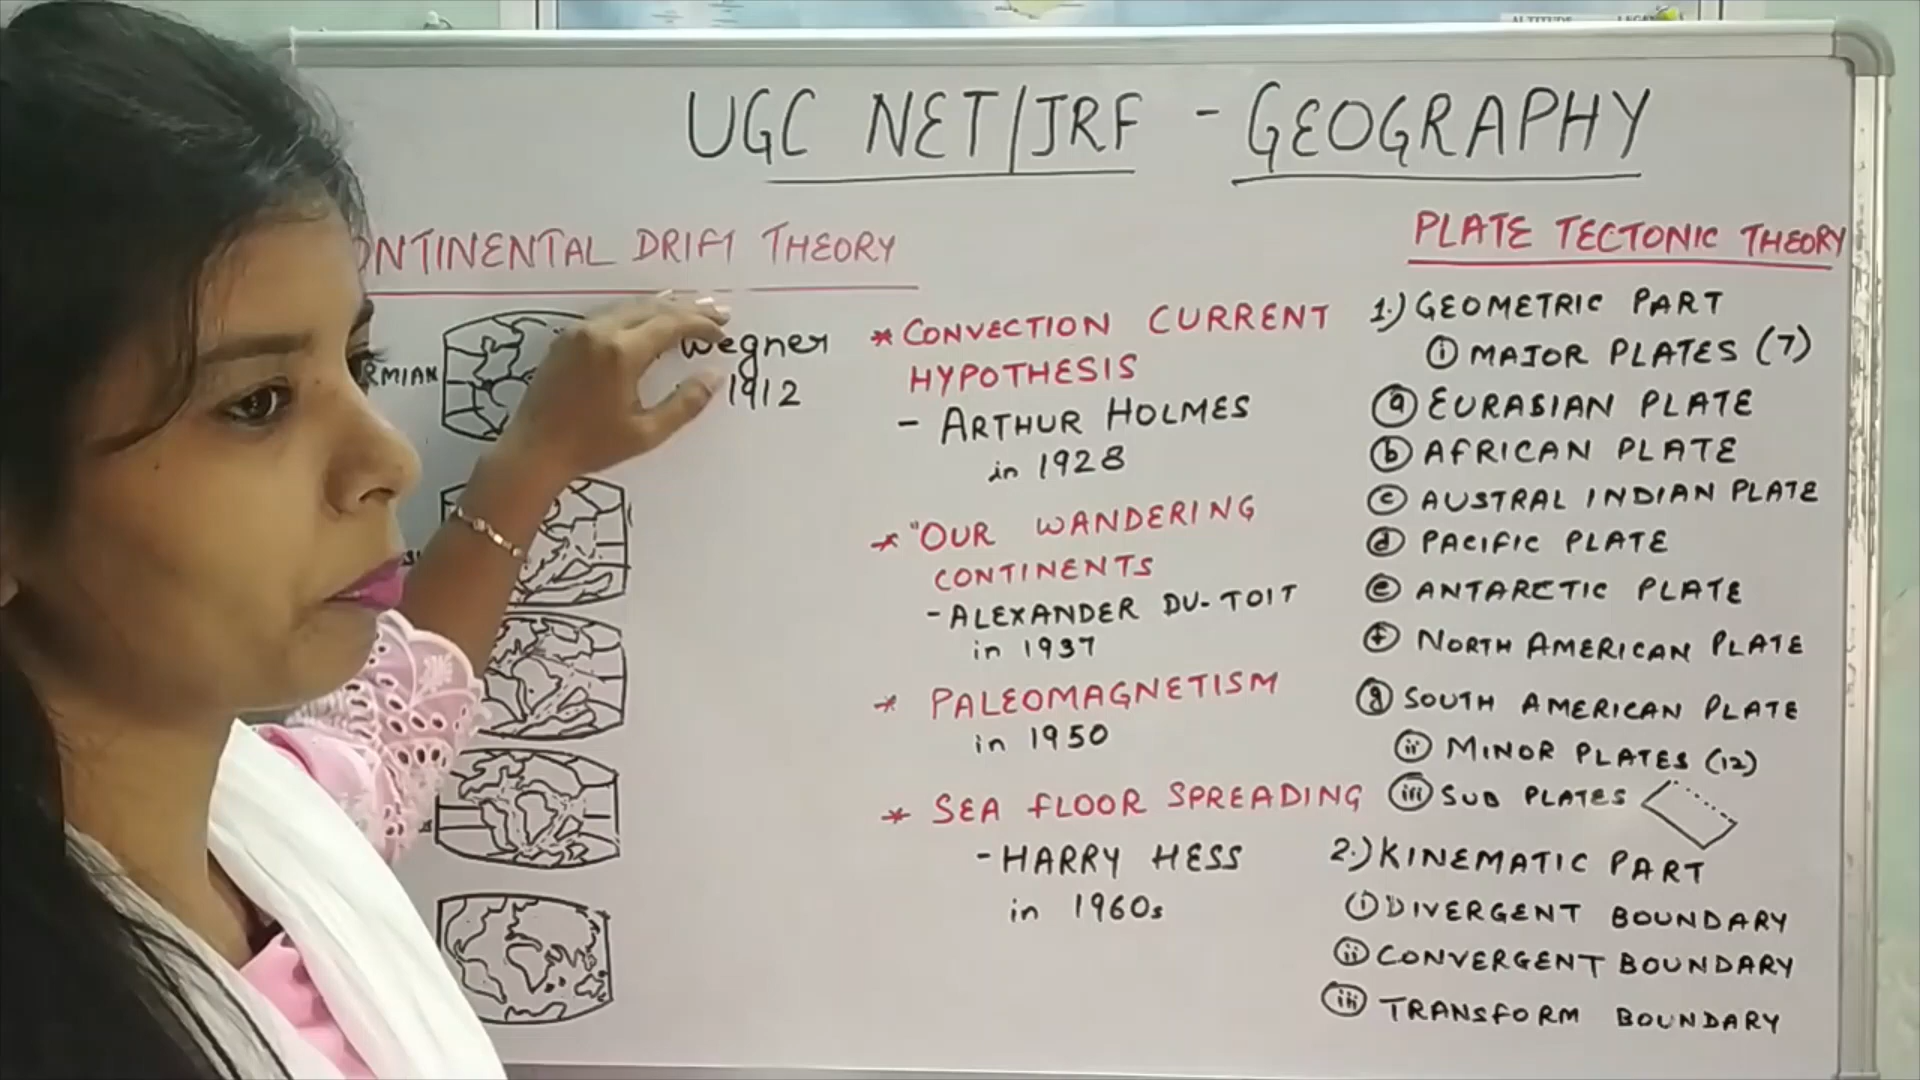 ALTITUDE
UGC NET/JRF - GEOGRAPHY
ONTINENTAL DRIFT THEORY
RMIAN
Wegner
1912
* CONVECTION CURRENT
HYPOTHESIS
- ARTHUR HOLMES
in 1928
* "OUR WANDERING
CONTINENTS
- ALEXANDER DU-TOIT
in 1937
* PALEOMAGNETISM
in 1950
* SEA FLOOR SPREADING
- HARRY HESS
in 1960s
PLATE TECTONIC THEORY
1.) GEOMETRIC PART
(i) MAJOR PLATES (7)
(a) EURASIAN PLATE
(b) AFRICAN PLATE
(c) AUSTRAL INDIAN PLATE
(d) PACIFIC PLATE
(e) ANTARCTIC PLATE
(f) NORTH AMERICAN PLATE
(g) SOUTH AMERICAN PLATE
(ii) MINOR PLATES (12)
(iii) SUB PLATES
2.) KINEMATIC PART
(i) DIVERGENT BOUNDARY
(ii) CONVERGENT BOUNDARY
(iii) TRANSFORM BOUNDARY